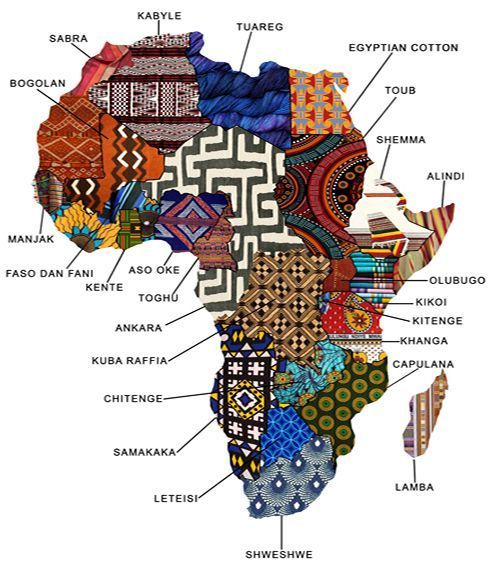 KABYLE
SABRA
TUAREG
EGYPTIAN COTTON
BOGOLAN
TOUB
SHEMMA
ALINDI
MANJAK
FASO DAN FANI
KENTE
ASO OKE
TOGHU
OLUBUGO
KIKOI
KITENGE
ANKARA
KHANGA
KUBA RAFFIA
CAPULANA
CHITENGE
SAMAKAKA
LETEISI
LAMBA
SHWESHWE